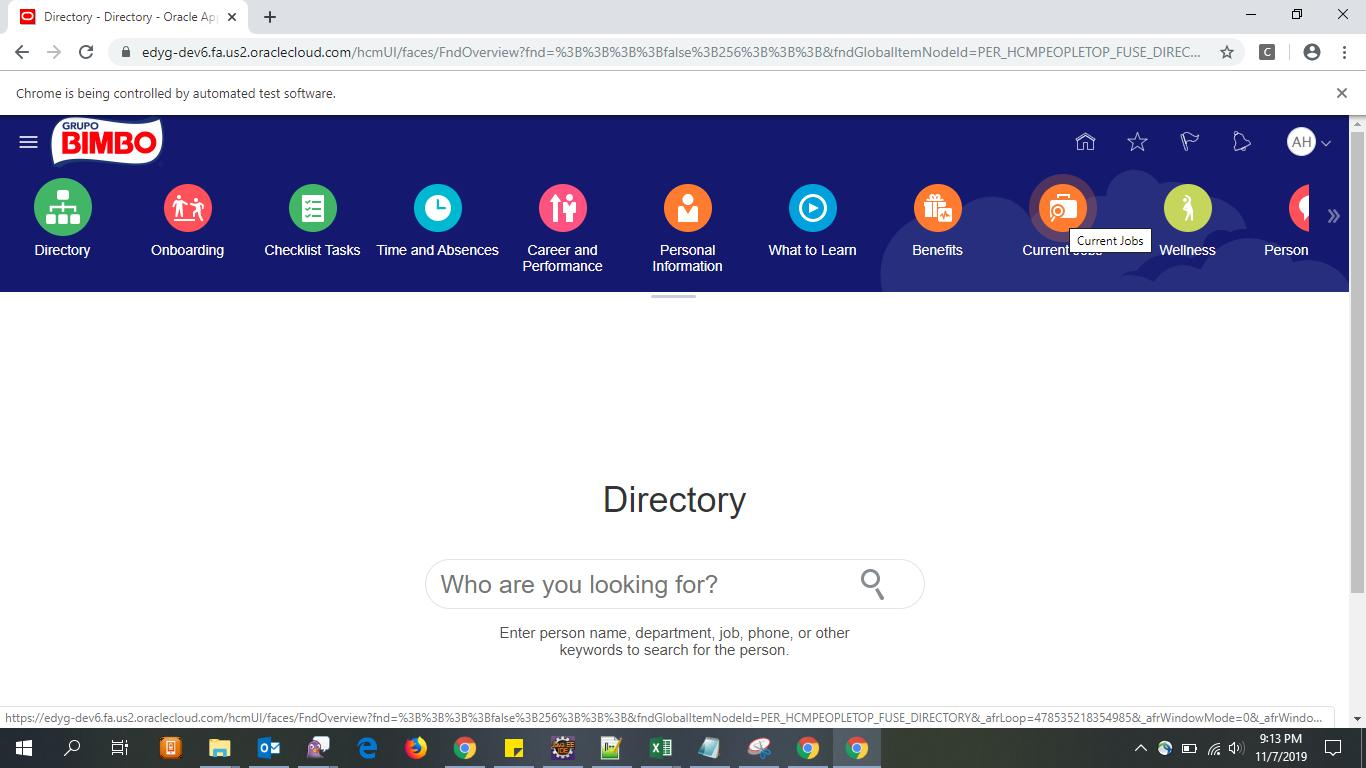 Directory - Directory - Oracle Ap
edyg-dev6.fa.us2.oraclecloud.com/hcmUI/faces/FndOverview?fnd=%3B%3B%3B%3Bfalse%3B256%3B%3B%3B&fndGlobalItemNodeId=PER_HCMPEOPLETOP_FUSE_DIREC...
C
Chrome is being controlled by automated test software.
GRUPO
BIMBO
AH
Directory
Onboarding
Checklist Tasks
Time and Absences
Career and
Performance
Personal
Information
What to Learn
Benefits
Current Jobs
Current Jobs
Wellness
Person
Directory
Who are you looking for?
Enter person name, department, job, phone, or other
keywords to search for the person.
https://edyg-dev6.fa.us2.oraclecloud.com/hcmUI/faces/FndOverview?fnd=%3B%3B%3B%3Bfalse%3B256%3B%3B%3B&fndGlobalItemNodeId=PER_HCMPEOPLETOP_FUSE_DIRECTORY&_afrLoop=478535218354985&_afrWindowMode=0&_afrWindo...
9:13 PM
11/7/2019